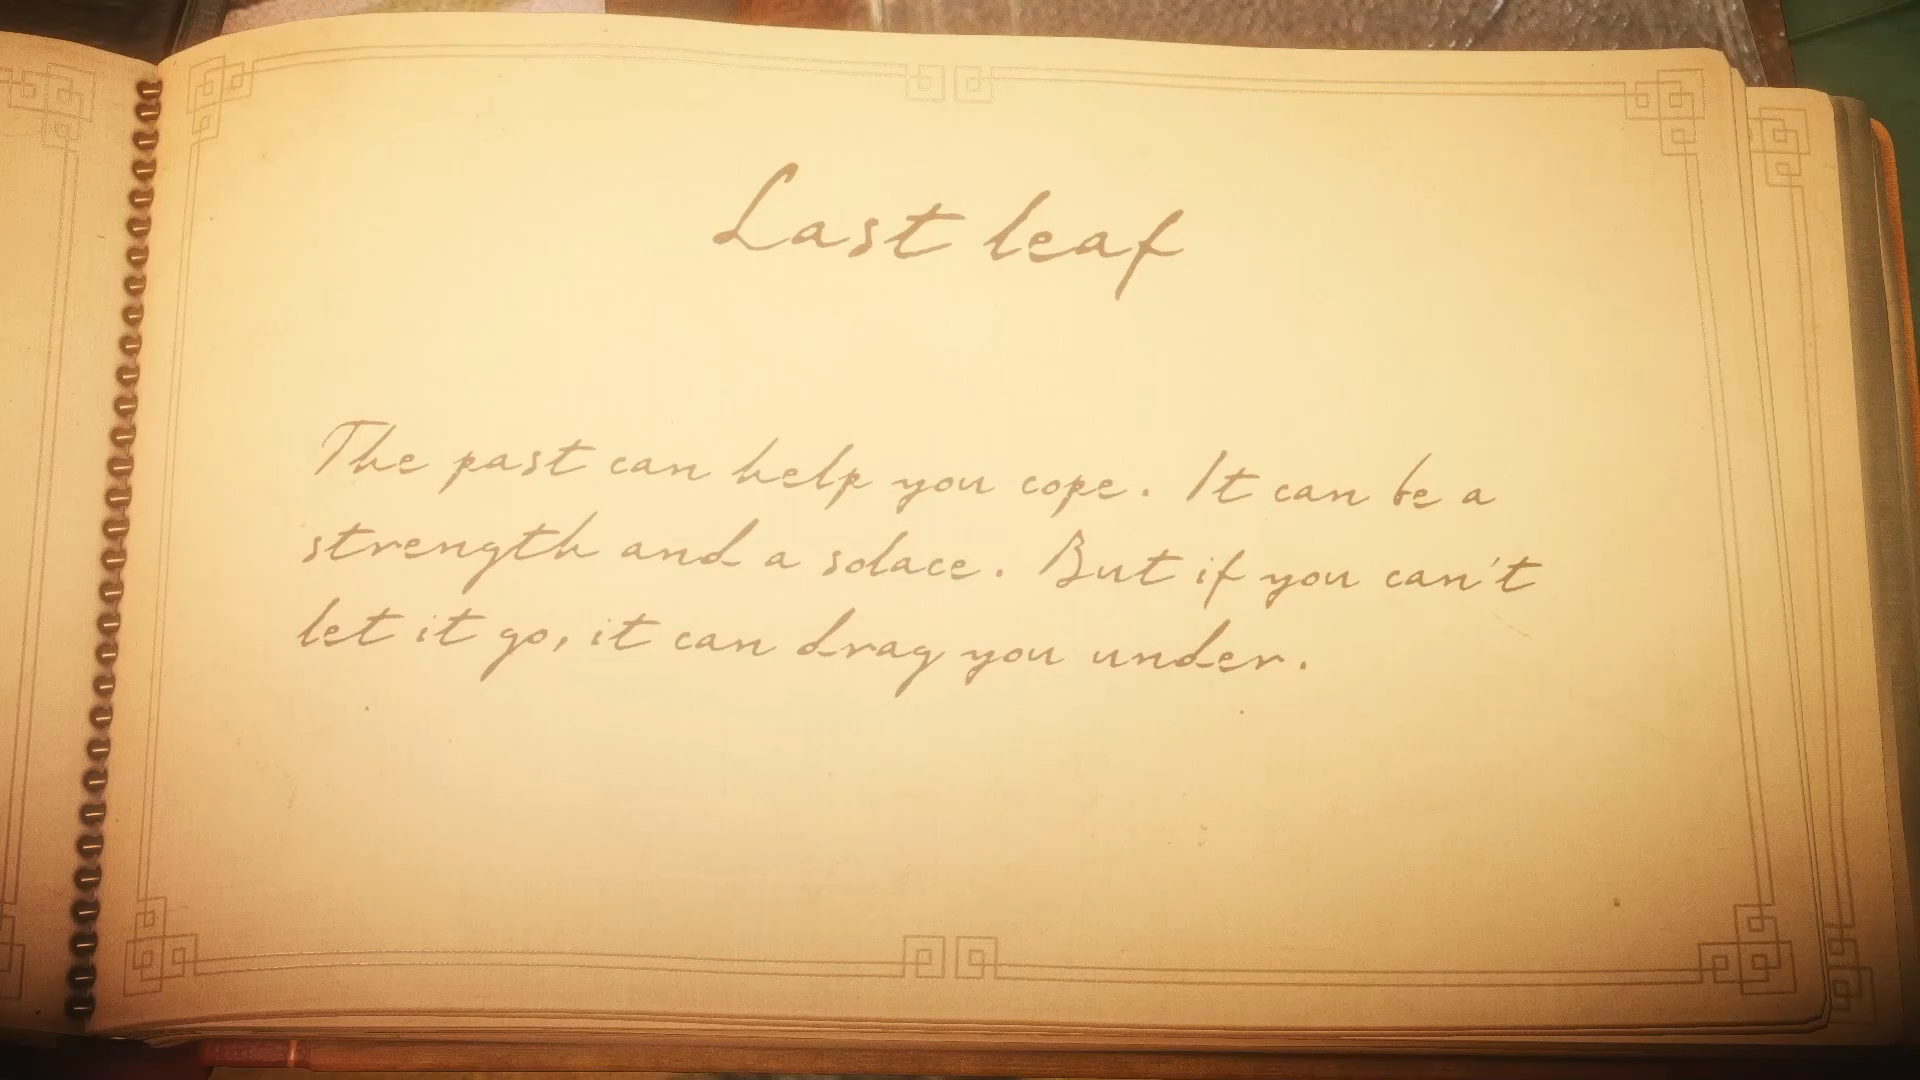 Last leaf
The past can help you cope. It can be a
strength and a solace. But if you can't
let it go, it can drag you under.